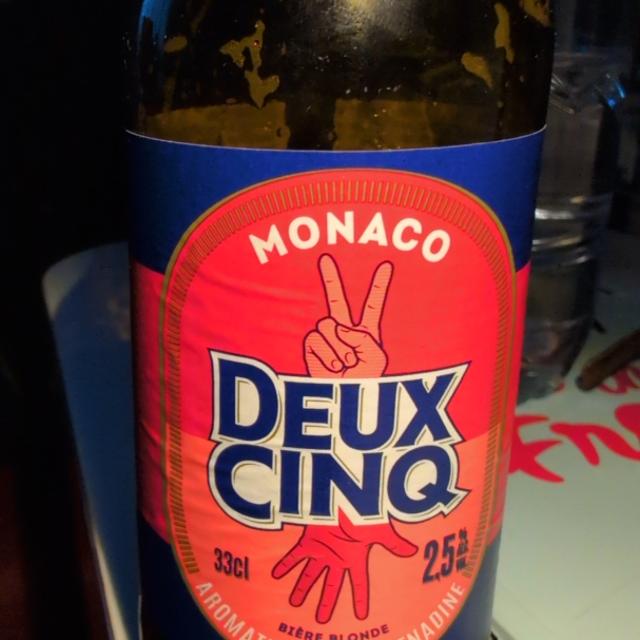 MONACO
DEUX
CINQ
33cl
2,5
BIÈRE BLONDE